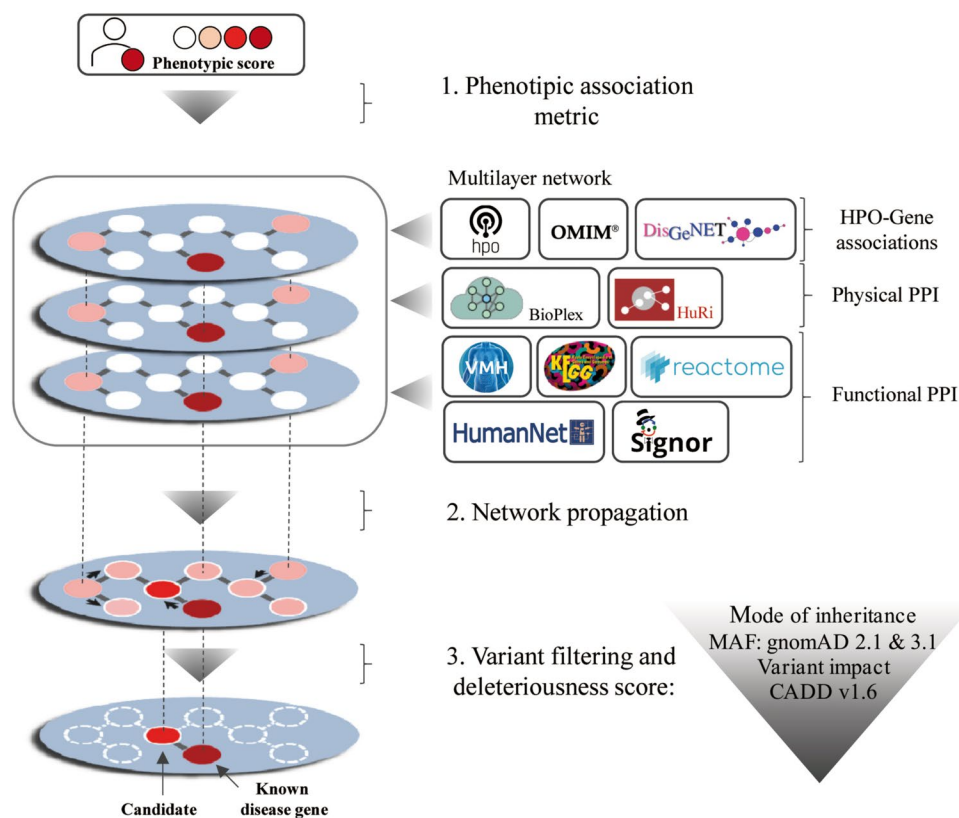 Phenotypic score
1. Phenotipic association
metric
Multilayer network
hpo
OMIM®
DisGeNET
HPO-Gene
associations
BioPlex
HuRi
Physical PPI
VMH
KEGG
reactome
Functional PPI
HumanNet
Signor
2. Network propagation
3. Variant filtering and
deleteriousness score:
Mode of inheritance
MAF: gnomAD 2.1 & 3.1
Variant impact
CADD v1.6
Candidate
Known
disease gene